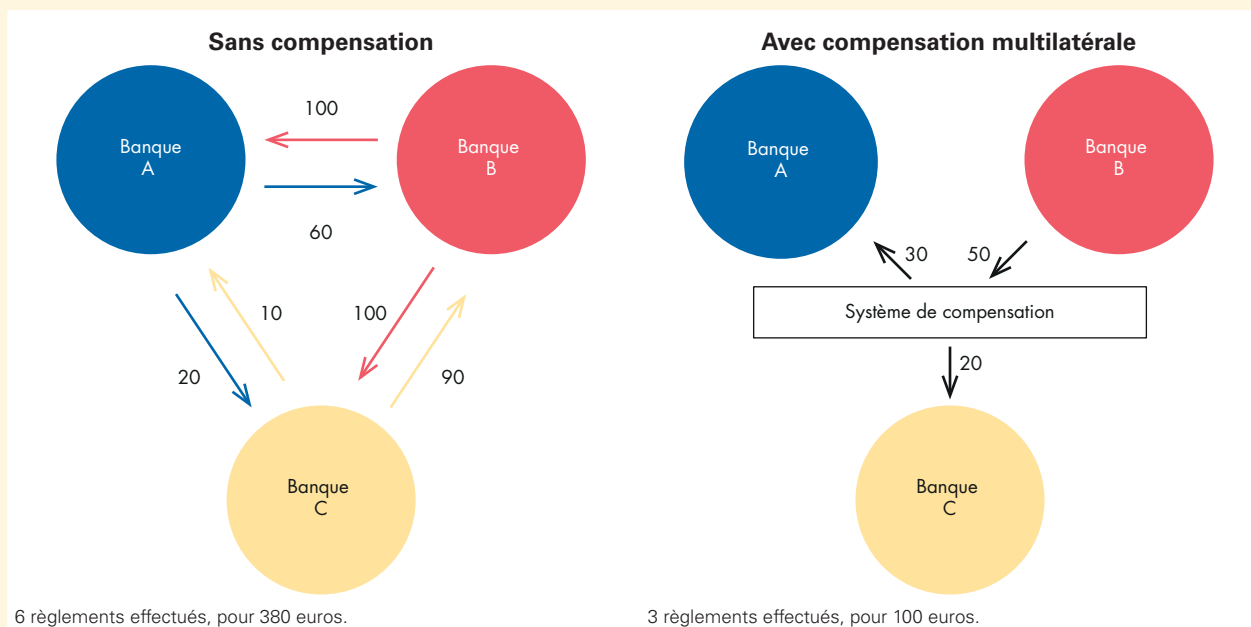 Sans compensation
Banque
A
100
60
Banque
B
10
100
20
90
Banque
C
6 règlements effectués, pour 380 euros.
Avec compensation multilatérale
Banque
A
Banque
B
30
50
Système de compensation
20
Banque
C
3 règlements effectués, pour 100 euros.